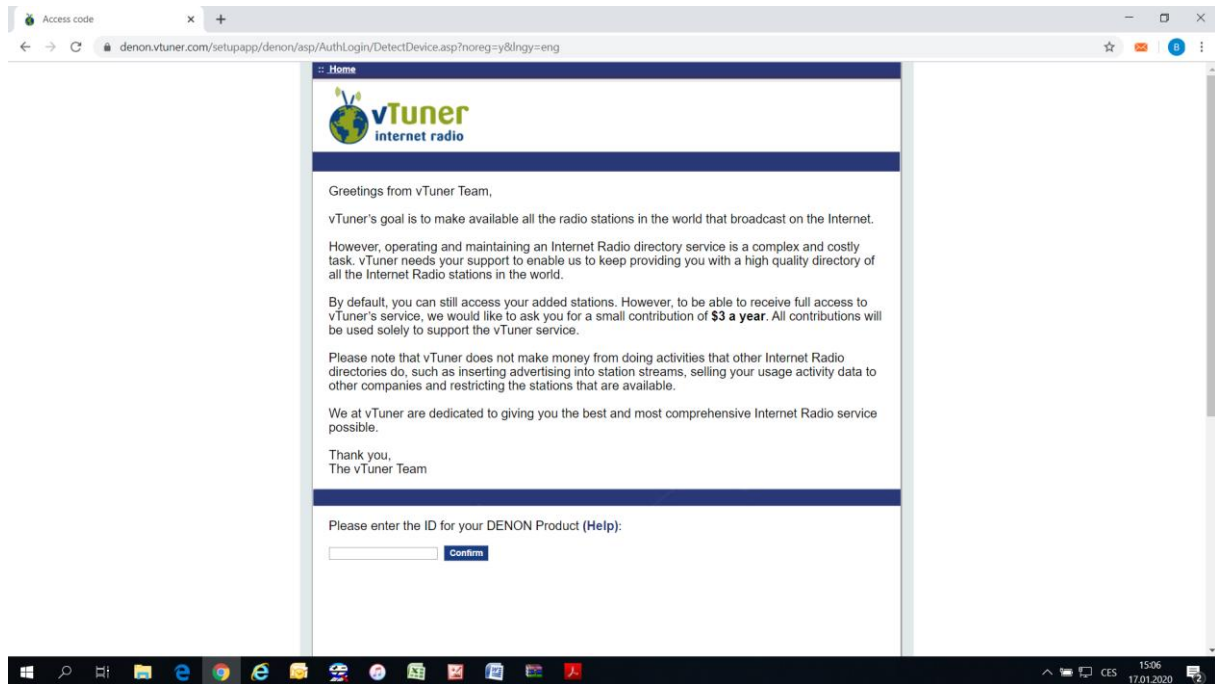 Access code
denon.vtuner.com/setupapp/denon/asp/AuthLogin/DetectDevice.asp?noreg=y&lngy=eng
B
:: Home
vTuner
internet radio
Greetings from vTuner Team,
vTuner's goal is to make available all the radio stations in the world that broadcast on the Internet.
However, operating and maintaining an Internet Radio directory service is a complex and costly
task. vTuner needs your support to enable us to keep providing you with a high quality directory of
all the Internet Radio stations in the world.
By default, you can still access your added stations. However, to be able to receive full access to
vTuner's service, we would like to ask you for a small contribution of $3 a year. All contributions will
be used solely to support the vTuner service.
Please note that vTuner does not make money from doing activities that other Internet Radio
directories do, such as inserting advertising into station streams, selling your usage activity data to
other companies and restricting the stations that are available.
We at vTuner are dedicated to giving you the best and most comprehensive Internet Radio service
possible.
Thank you,
The vTuner Team
Please enter the ID for your DENON Product (Help):
Confirm
CES
15:06
17.01.2020
2